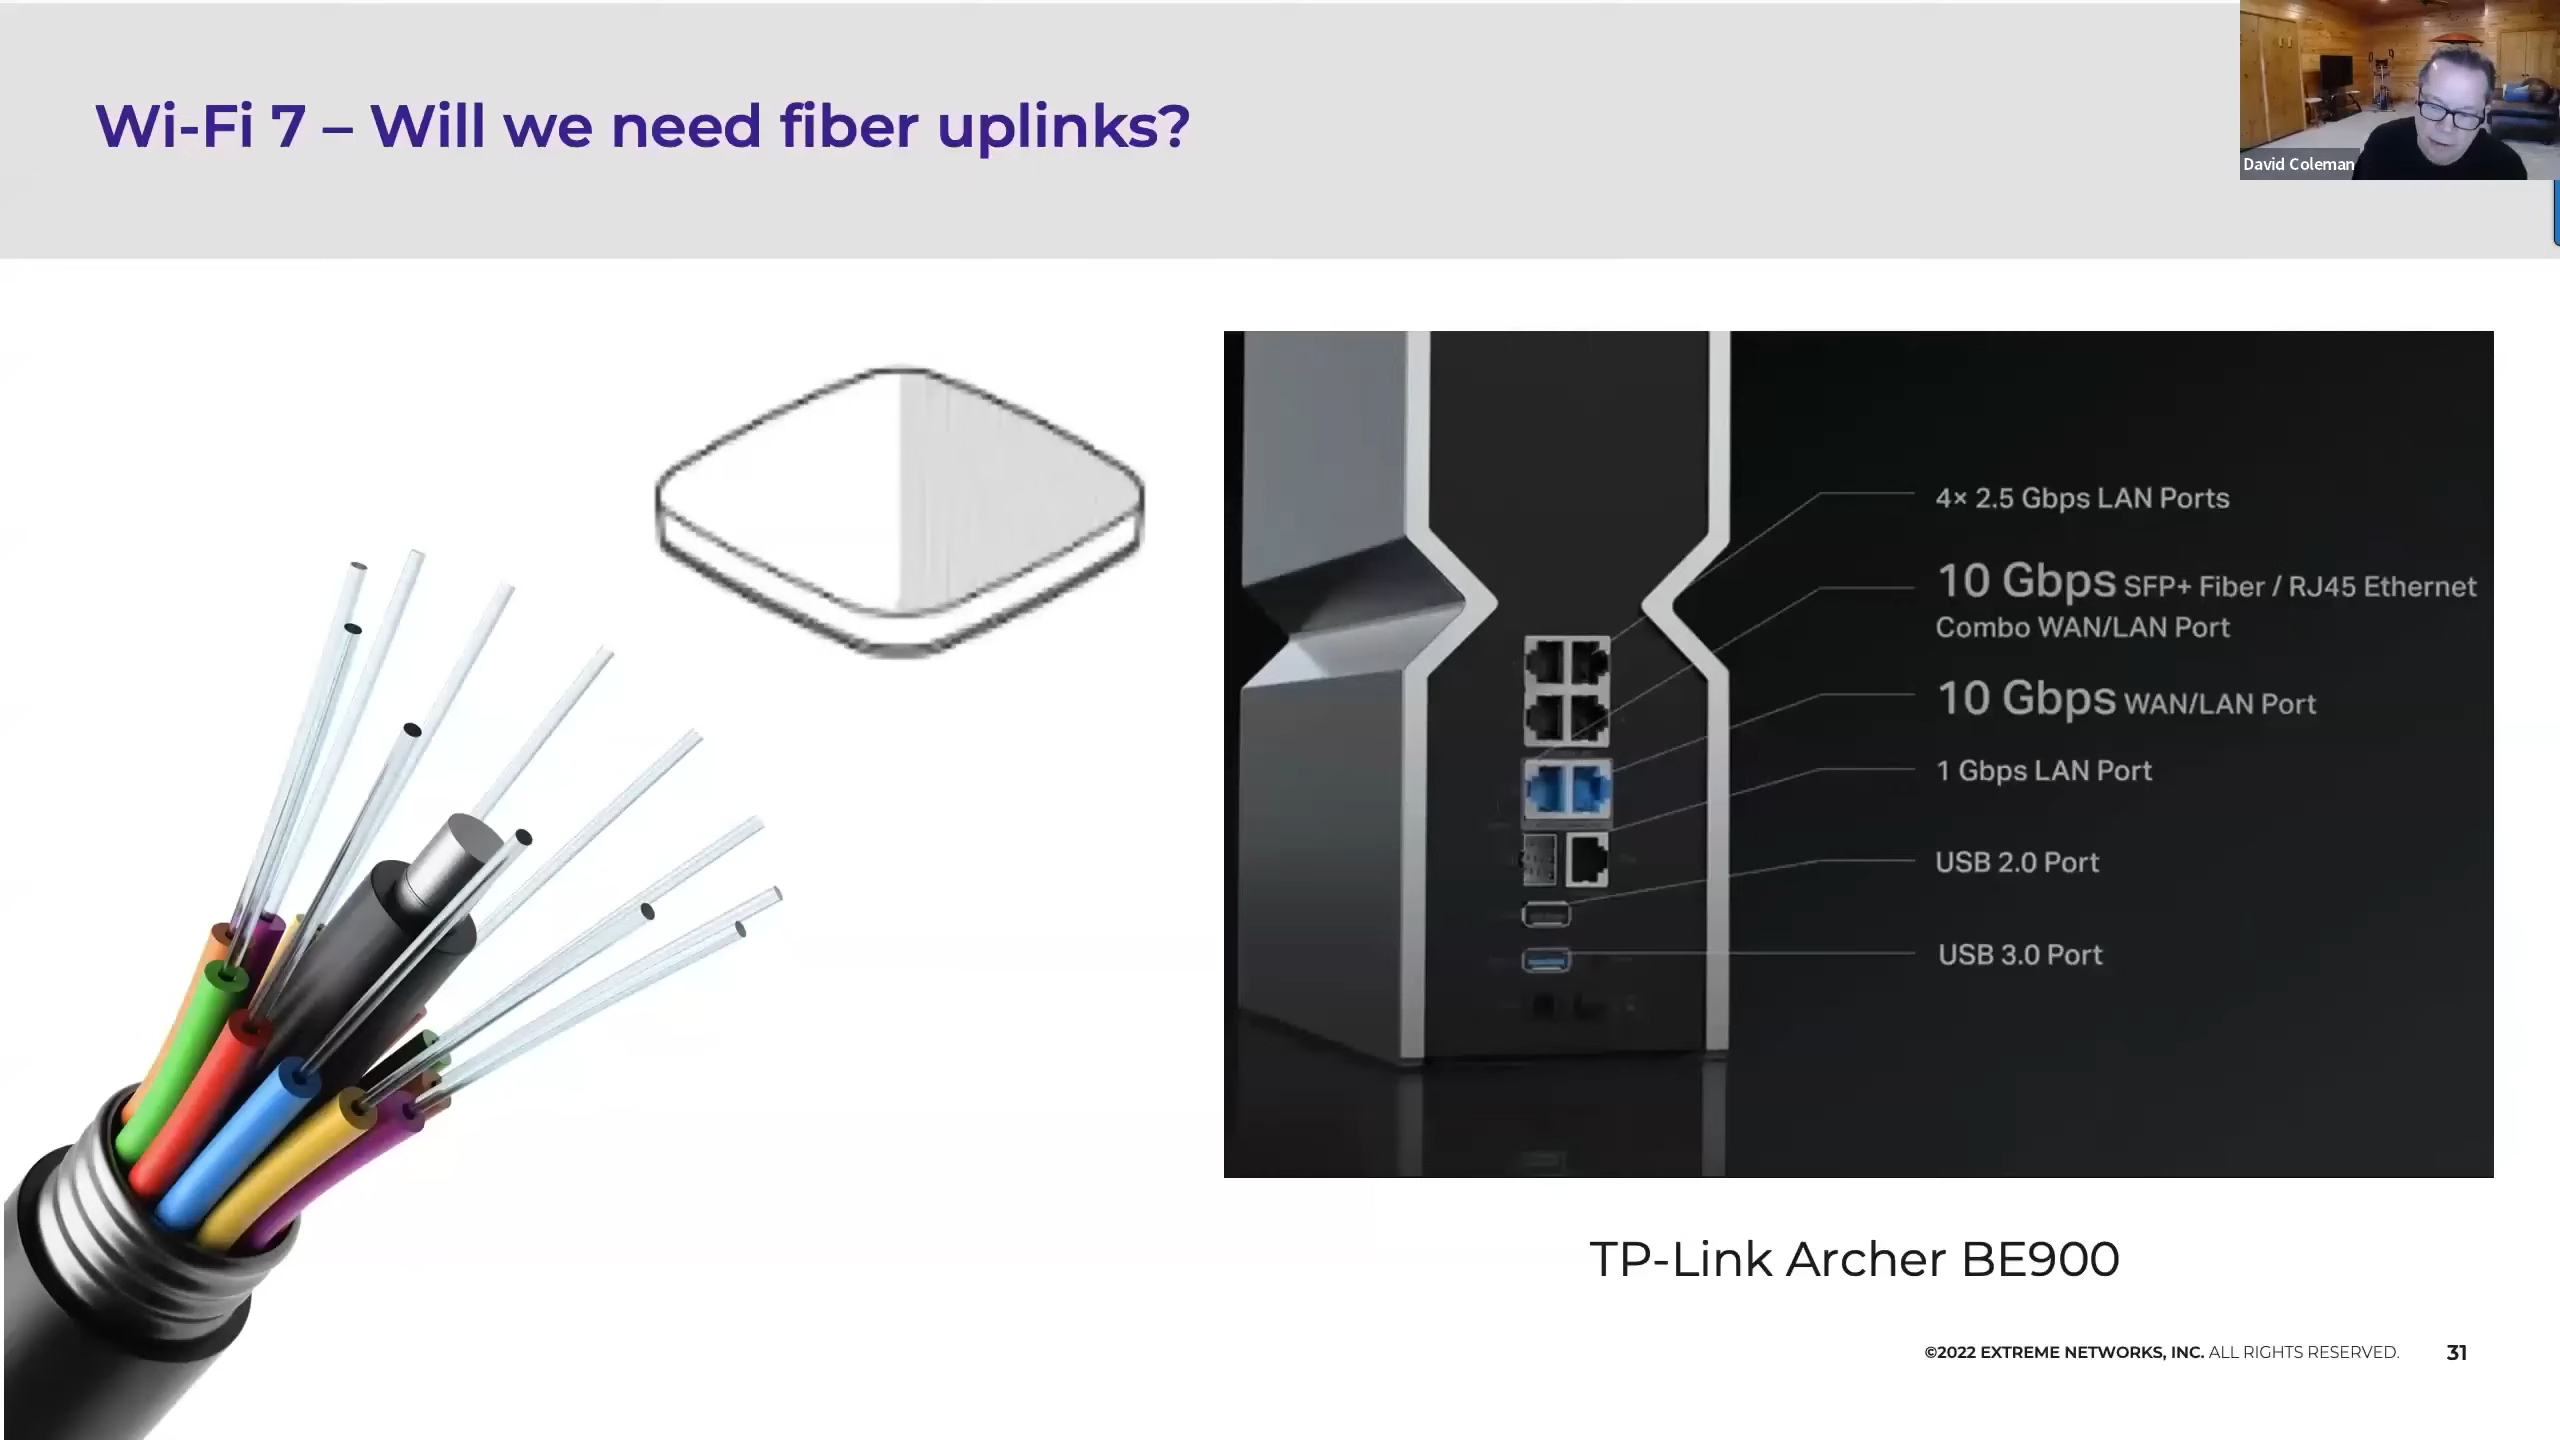 Wi-Fi 7 – Will we need fiber uplinks?
David Coleman
4× 2.5 Gbps LAN Ports
10 Gbps SFP+ Fiber / RJ45 Ethernet
Combo WAN/LAN Port
10 Gbps WAN/LAN Port
1 Gbps LAN Port
USB 2.0 Port
USB 3.0 Port
TP-Link Archer BE900
©2022 EXTREME NETWORKS, INC. ALL RIGHTS RESERVED.
31